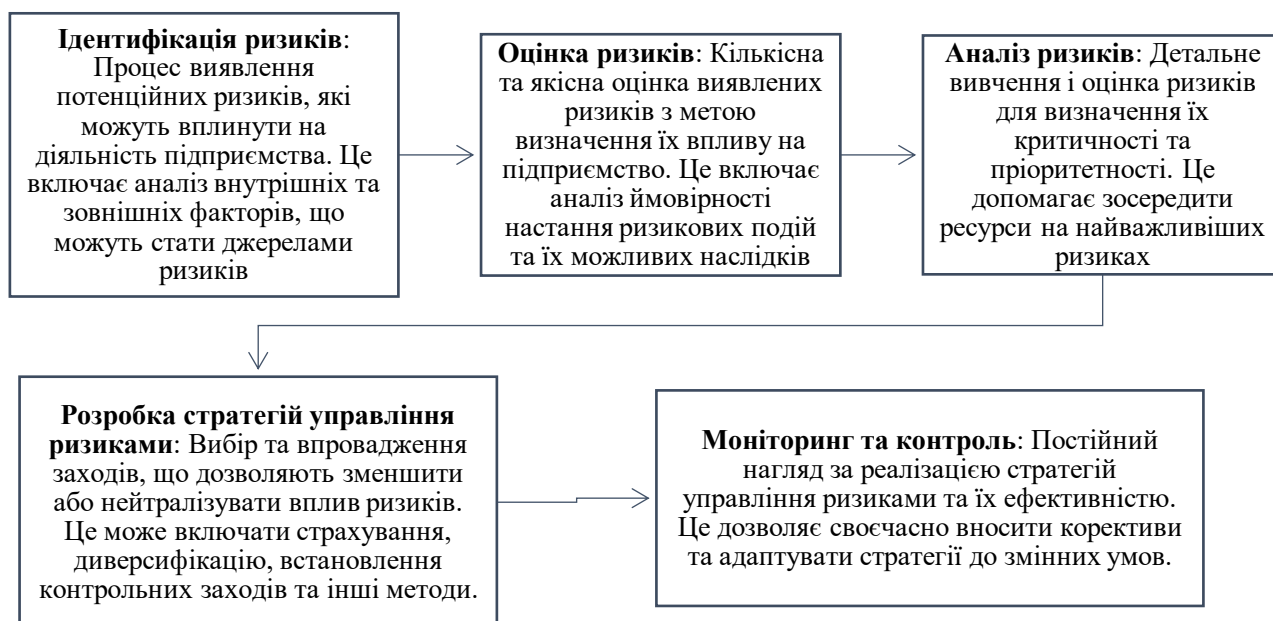 Ідентифікація ризиків:
Процес виявлення
потенційних ризиків, які
можуть вплинути на
діяльність підприємства. Це
включає аналіз внутрішніх та
зовнішніх факторів, що
можуть стати джерелами
ризиків
Оцінка ризиків: Кількісна
та якісна оцінка виявлених
ризиків з метою
визначення їх впливу на
підприємство. Це включає
аналіз ймовірності
настання ризикових подій
та їх можливих наслідків
Аналіз ризиків: Детальне
вивчення і оцінка ризиків
для визначення їх
критичності та
пріоритетності. Це
допомагає зосередити
ресурси на найважливіших
ризиках
Розробка стратегій управління
ризиками: Вибір та впровадження
заходів, що дозволяють зменшити
або нейтралізувати вплив ризиків.
Це може включати страхування,
диверсифікацію, встановлення
контрольних заходів та інші методи.
Моніторинг та контроль: Постійний
нагляд за реалізацією стратегій
управління ризиками та їх ефективністю.
Це дозволяє своєчасно вносити корективи
та адаптувати стратегії до змінних умов.